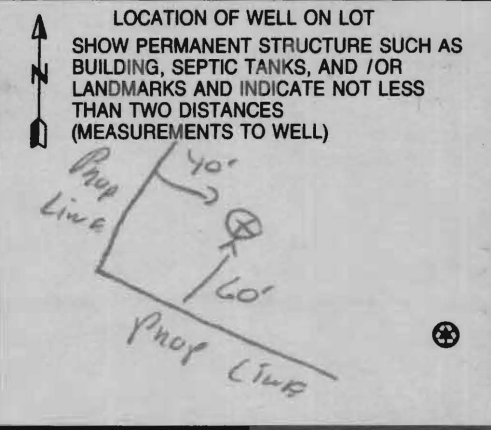 LOCATION OF WELL ON LOT
SHOW PERMANENT STRUCTURE SUCH AS
BUILDING, SEPTIC TANKS, AND /OR
LANDMARKS AND INDICATE NOT LESS
THAN TWO DISTANCES
(MEASUREMENTS TO WELL)
N
Prop
Line
40'
60'
Prop Line